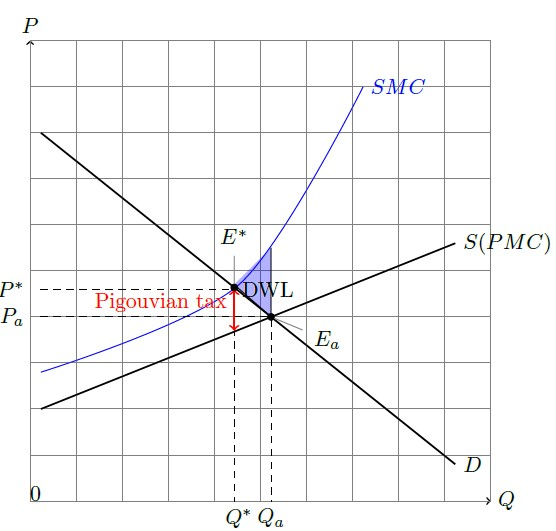 P
SMC
E*
S(PMC)
P*
DWL
Pigouvian tax
P_a
E_a
D
0
Q
Q* Q_a